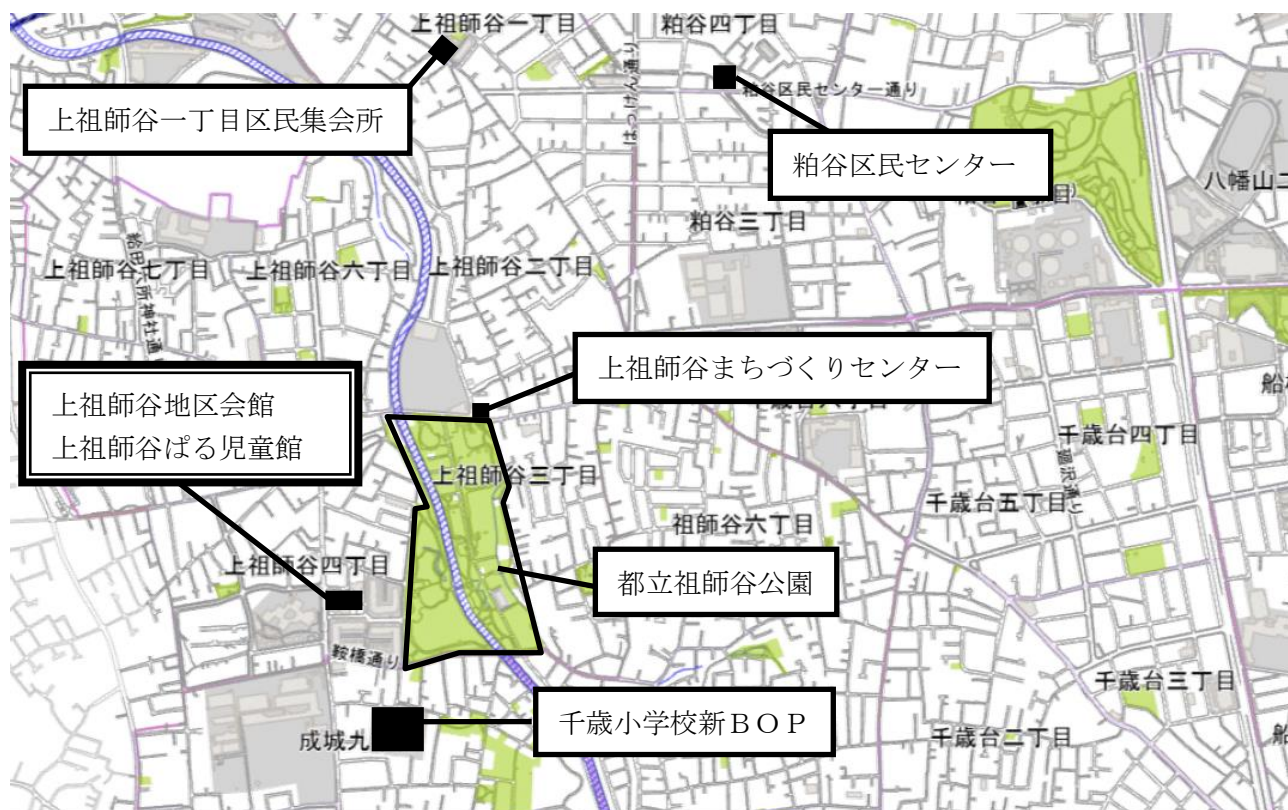 上祖師谷一丁目
粕谷四丁目
上祖師谷一丁目区民集会所
ほっけん通り
粕谷区民センター通り
粕谷区民センター
粕谷三丁目
上祖師谷七丁目
上祖師谷六丁目
上祖師谷二丁目
上祖師谷まちづくりセンター
上祖師谷地区会館
上祖師谷ぱる児童館
千歳台四丁目
上祖師谷三丁目
千歳台五丁目
祖師谷六丁目
上祖師谷四丁目
都立祖師谷公園
鞍橋通り
千歳台三丁目
千歳小学校新BOP
成城九
千歳台二丁目